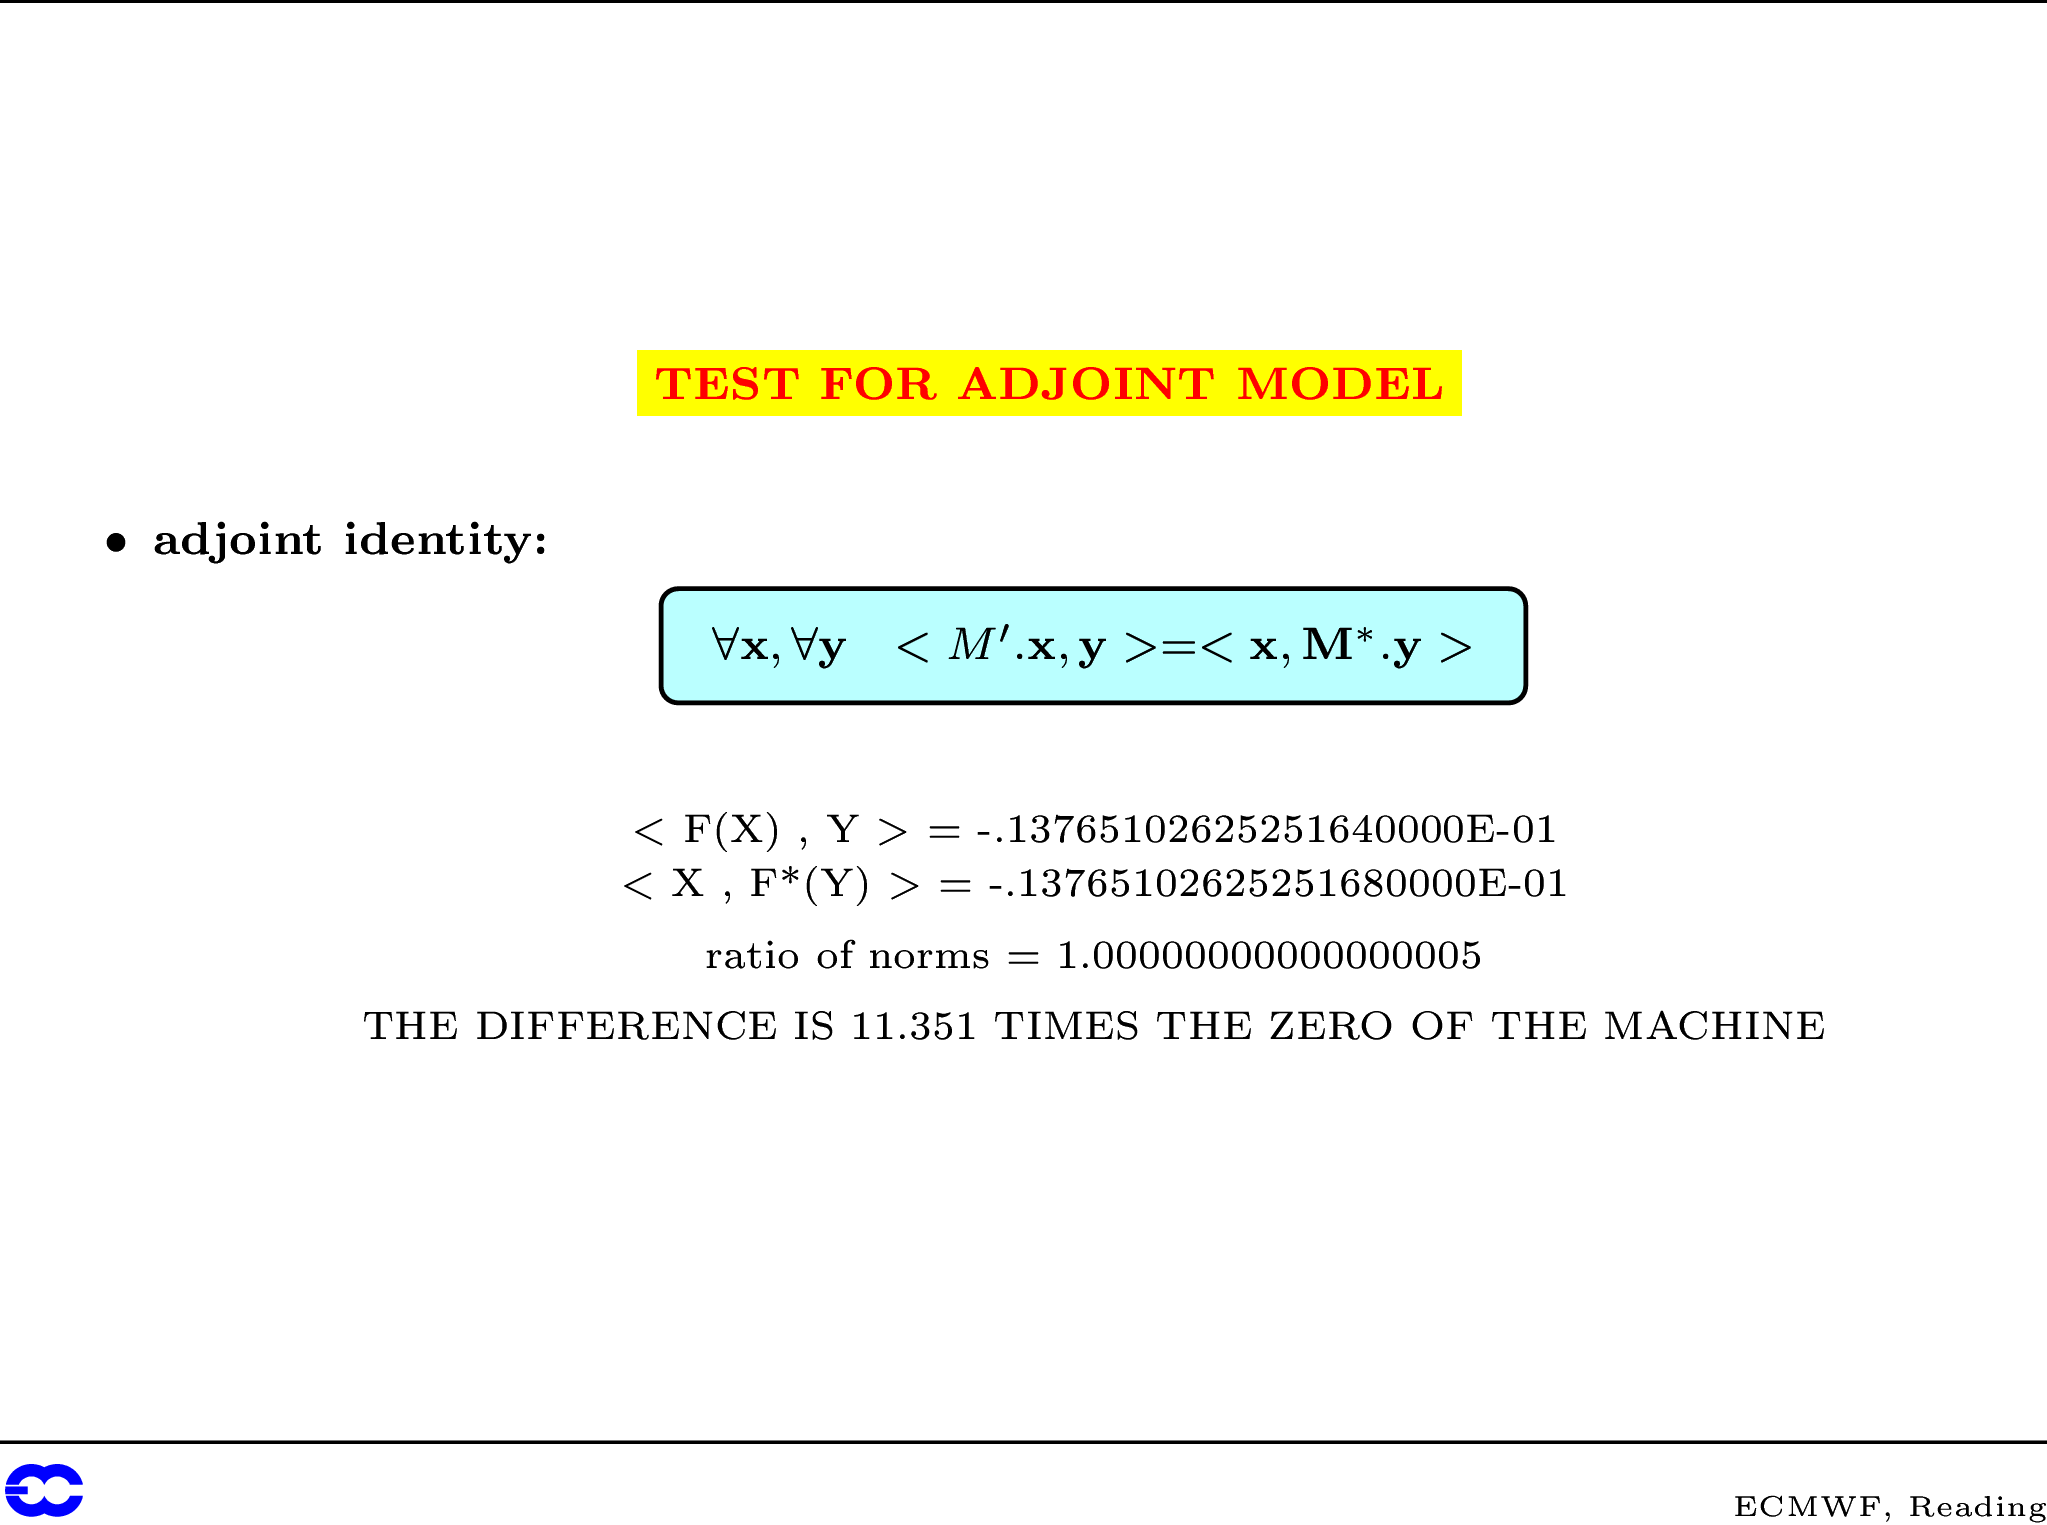 TEST FOR ADJOINT MODEL
• adjoint identity:
∀x, ∀y < M′.x, y >=< x, M*.y >
< F(X) , Y > = -.13765102625251640000E-01
< X , F*(Y) > = -.13765102625251680000E-01
ratio of norms = 1.00000000000000005
THE DIFFERENCE IS 11.351 TIMES THE ZERO OF THE MACHINE
ECMWF, Reading